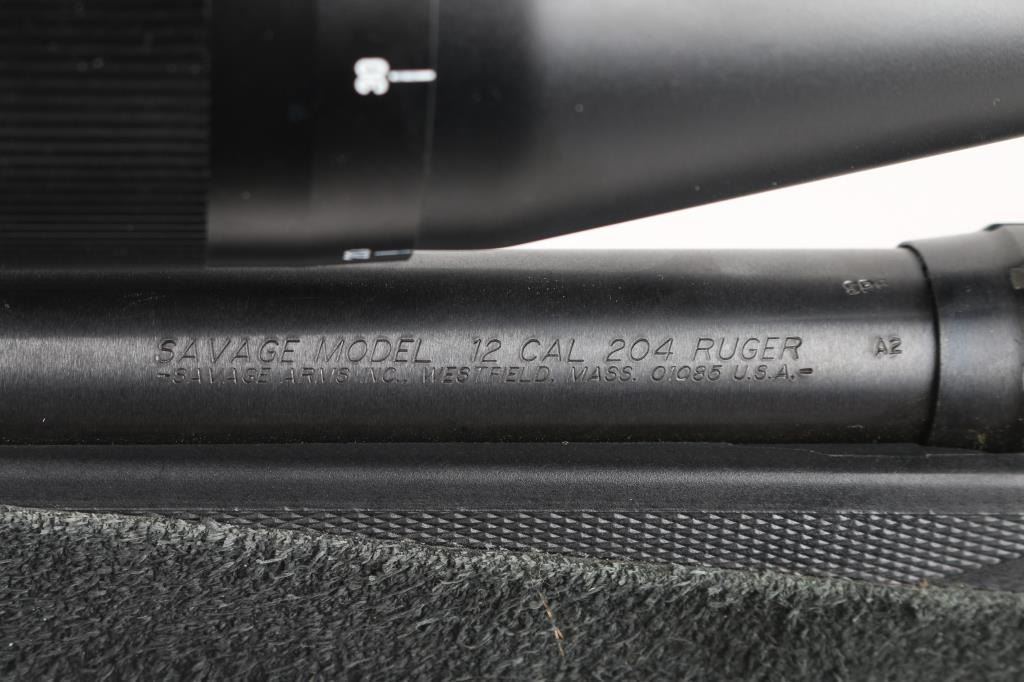 SAVAGE MODEL 12 CAL 204 RUGER
-SAVAGE ARMS INC., WESTFIELD, MASS. 01085 U.S.A.-
A2